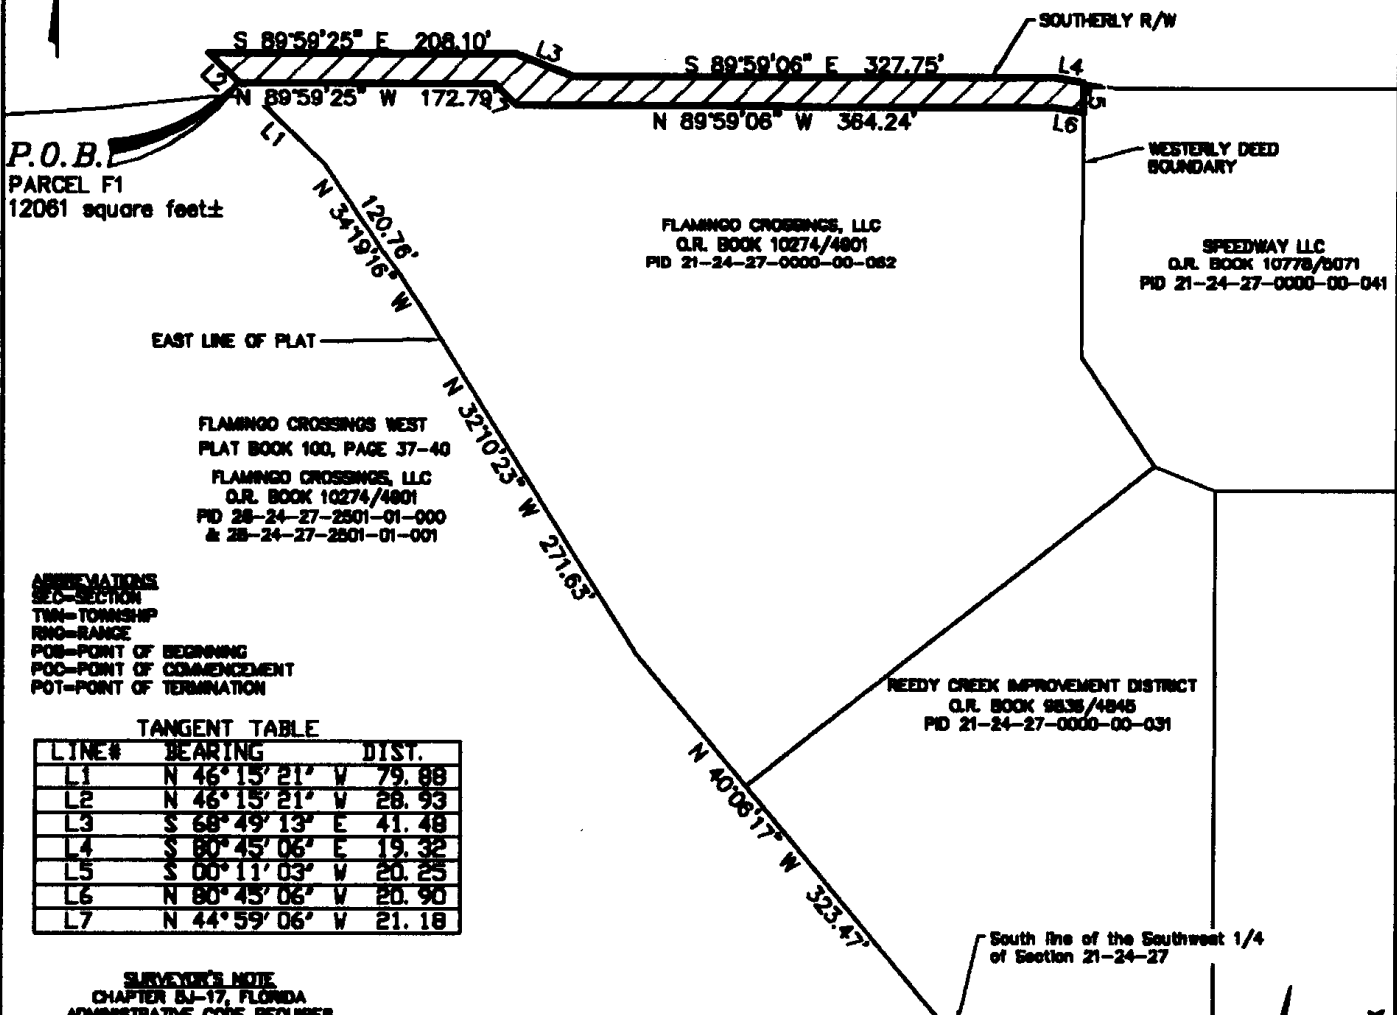 SOUTHERLY R/W
S 89°59'25" E 208.10'
L3
S 89°59'06" E 327.75'
L4
L2
N 89°59'25" W 172.79'
L7
L5
N 89°59'06" W 364.24'
L6
L1
P.O.B.
PARCEL F1
12061 square feet±
WESTERLY DEED
BOUNDARY
N 34°19'16" W
120.76'
FLAMINGO CROSSINGS, LLC
O.R. BOOK 10274/4901
PID 21-24-27-0000-00-062
SPEEDWAY LLC
O.R. BOOK 10778/5071
PID 21-24-27-0000-00-041
EAST LINE OF PLAT
N 32°10'23" W 271.63'
FLAMINGO CROSSINGS WEST
PLAT BOOK 100, PAGE 37-40
FLAMINGO CROSSINGS, LLC
O.R. BOOK 10274/4901
PID 28-24-27-2501-01-000
& 28-24-27-2501-01-001
ABBREVIATIONS
SEC=SECTION
TWN=TOWNSHIP
RNG=RANGE
POB=POINT OF BEGINNING
POC=POINT OF COMMENCEMENT
POT=POINT OF TERMINATION
REEDY CREEK IMPROVEMENT DISTRICT
O.R. BOOK 9836/4845
PID 21-24-27-0000-00-031
N 40°06'17" W 323.47'
TANGENT TABLE
LINE# BEARING DIST.
L1 N 46°15'21" W 79.88
L2 N 46°15'21" W 28.93
L3 S 68°49'13" E 41.48
L4 S 80°45'06" E 19.32
L5 S 00°11'03" W 20.25
L6 N 80°45'06" W 20.90
L7 N 44°59'06" W 21.18
South line of the Southwest 1/4
of Section 21-24-27
SURVEYOR'S NOTE
CHAPTER 5J-17, FLORIDA
ADMINISTRATIVE CODE REQUIRES